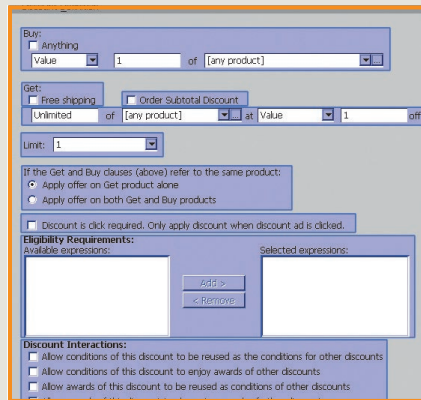 Buy:
Anything
Value 1 of [any product] ...
Get:
Free shipping Order Subtotal Discount
Unlimited of [any product] ... at Value 1 off
Limit: 1
If the Get and Buy clauses (above) refer to the same product:
Apply offer on Get product alone
Apply offer on both Get and Buy products
Discount is click required. Only apply discount when discount ad is clicked.
Eligibility Requirements:
Available expressions: Selected expressions:
Add >
< Remove
Discount Interactions:
Allow conditions of this discount to be reused as the conditions for other discounts
Allow conditions of this discount to enjoy awards of other discounts
Allow awards of this discount to be reused as conditions of other discounts